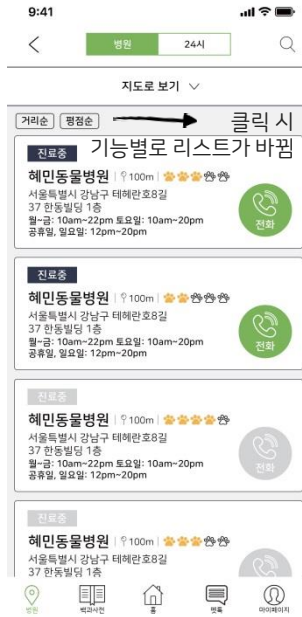 9:41
병원 24시
지도로 보기
거리순 평점순 클릭 시
기능별로 리스트가 바뀜
진료중
혜민동물병원 100m
서울특별시 강남구 테헤란호8길
37 한동빌딩 1층
월~금: 10am~22pm 토요일: 10am~20pm
공휴일, 일요일: 12pm~20pm
전화
진료중
혜민동물병원 100m
서울특별시 강남구 테헤란호8길
37 한동빌딩 1층
월~금: 10am~22pm 토요일: 10am~20pm
공휴일, 일요일: 12pm~20pm
전화
진료중
혜민동물병원 100m
서울특별시 강남구 테헤란호8길
37 한동빌딩 1층
월~금: 10am~22pm 토요일: 10am~20pm
공휴일, 일요일: 12pm~20pm
전화
진료중
혜민동물병원 100m
서울특별시 강남구 테헤란호8길
37 한동빌딩 1층
병원 백과사전 홈 펫톡 마이페이지